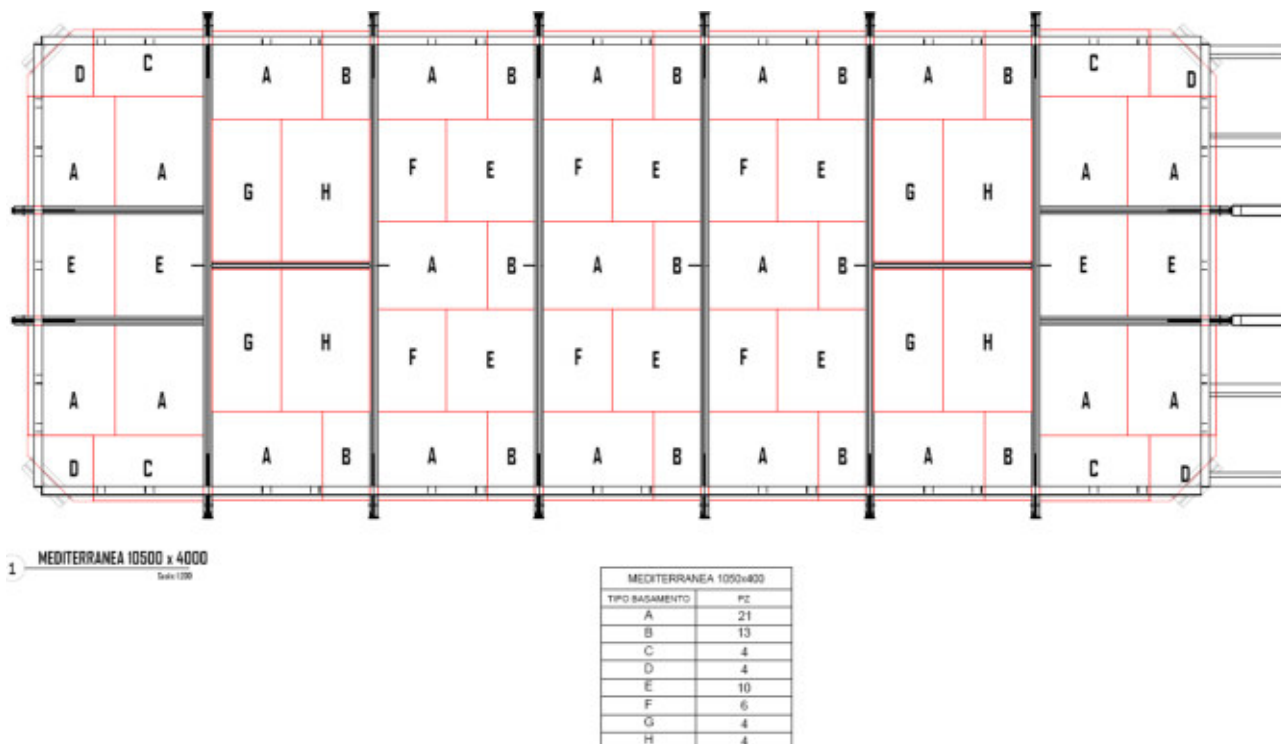 D C A B A B A B A B A B C D
A A G H F E F E F E G H A A
E E A B A B A B E E
A A G H F E F E F E G H A A
D C A B A B A B A B A B C D
1 MEDITERRANEA 10500 x 4000
MEDITERRANEA 1050x400
TIPO BASAMENTO PZ
A 21
B 13
C 4
D 4
E 10
F 6
G 4
H 4